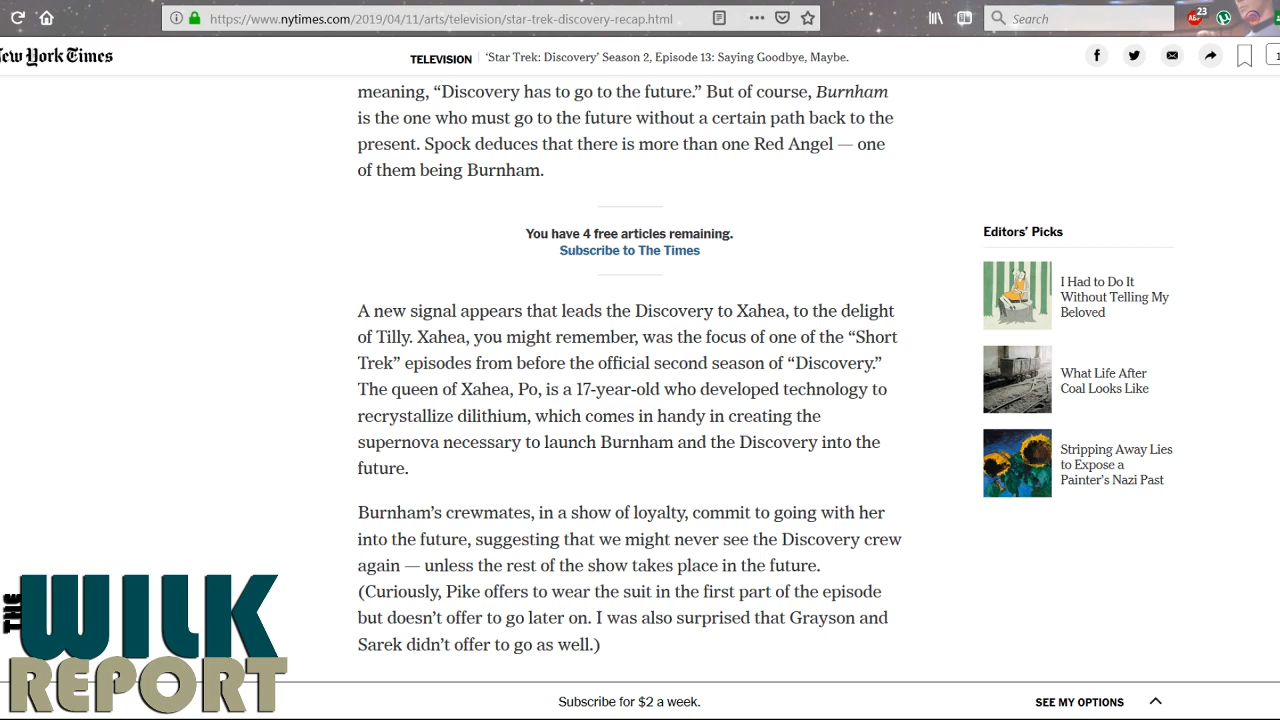 https://www.nytimes.com/2019/04/11/arts/television/star-trek-discovery-recap.html
Search
23
ew York Times
TELEVISION
‘Star Trek: Discovery’ Season 2, Episode 13: Saying Goodbye, Maybe.
1
meaning, “Discovery has to go to the future.” But of course, Burnham
is the one who must go to the future without a certain path back to the
present. Spock deduces that there is more than one Red Angel — one
of them being Burnham.
You have 4 free articles remaining.
Subscribe to The Times
Editors’ Picks
I Had to Do It
Without Telling My
Beloved
What Life After
Coal Looks Like
Stripping Away Lies
to Expose a
Painter’s Nazi Past
A new signal appears that leads the Discovery to Xahea, to the delight
of Tilly. Xahea, you might remember, was the focus of one of the “Short
Trek” episodes from before the official second season of “Discovery.”
The queen of Xahea, Po, is a 17-year-old who developed technology to
recrystallize dilithium, which comes in handy in creating the
supernova necessary to launch Burnham and the Discovery into the
future.
Burnham’s crewmates, in a show of loyalty, commit to going with her
into the future, suggesting that we might never see the Discovery crew
again — unless the rest of the show takes place in the future.
(Curiously, Pike offers to wear the suit in the first part of the episode
but doesn’t offer to go later on. I was also surprised that Grayson and
Sarek didn’t offer to go as well.)
THE
WILK
REPORT
Subscribe for $2 a week.
SEE MY OPTIONS